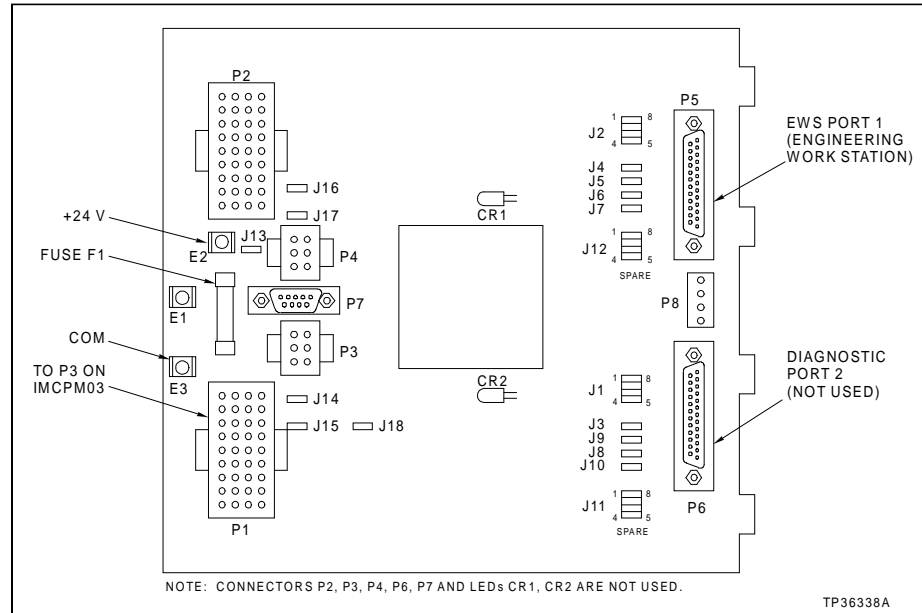 P2
P5
1 8
J2
4 5
EWS PORT 1
(ENGINEERING
WORK STATION)
J4
J5
J6
J7
J16
J17
CR1
+24 V
J13
E2
P4
1 8
J12
4 5
SPARE
FUSE F1
P7
P8
E1
COM
P3
E3
TO P3 ON
IMCPM03
CR2
DIAGNOSTIC
PORT 2
(NOT USED)
1 8
J1
4 5
J14
J15
J18
J3
J9
J8
J10
1 8
J11
4 5
SPARE
P1
P6
NOTE: CONNECTORS P2, P3, P4, P6, P7 AND LEDs CR1, CR2 ARE NOT USED.
TP36338A